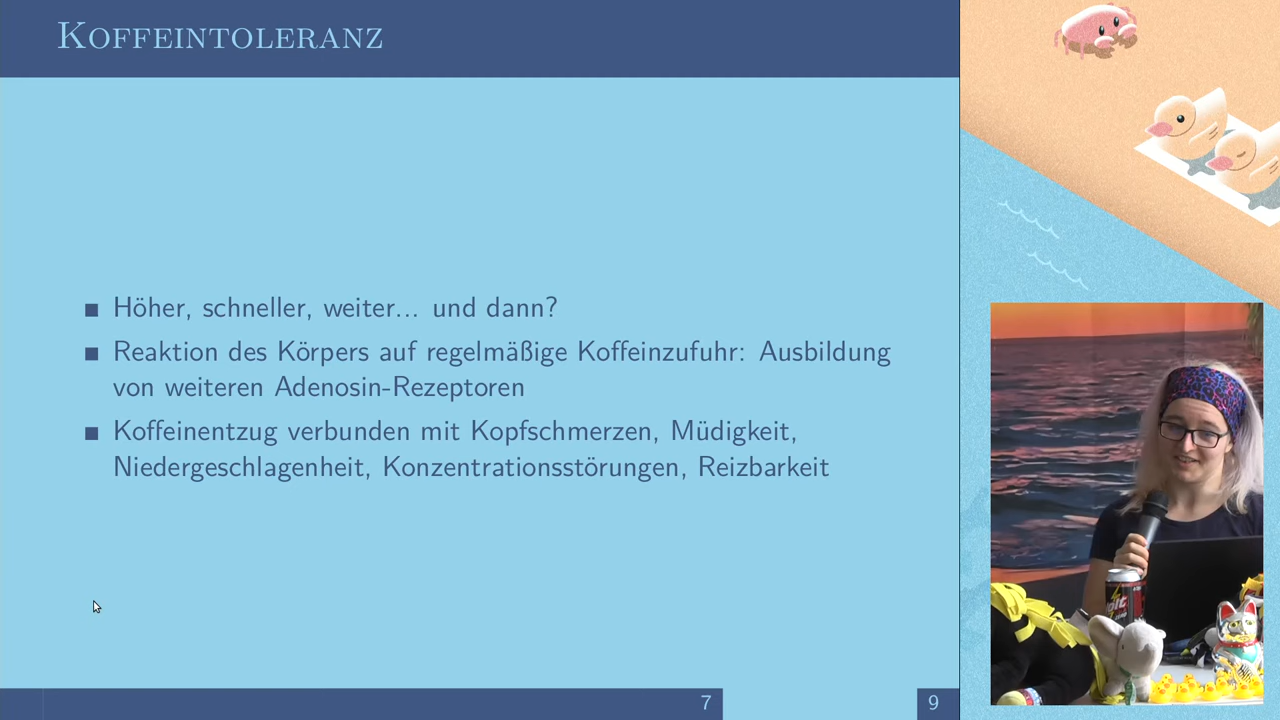 Koffeintoleranz
■ Höher, schneller, weiter... und dann?
■ Reaktion des Körpers auf regelmäßige Koffeinzufuhr: Ausbildung
von weiteren Adenosin-Rezeptoren
■ Koffeinentzug verbunden mit Kopfschmerzen, Müdigkeit,
Niedergeschlagenheit, Konzentrationsstörungen, Reizbarkeit
7
9